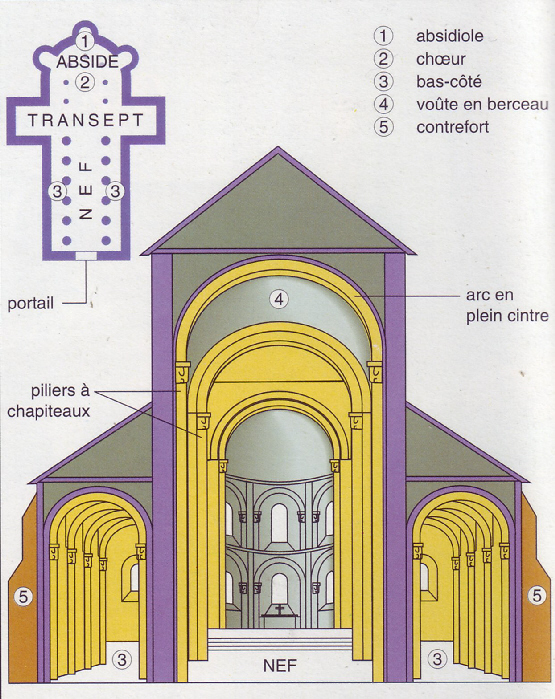 1
ABSIDE
2
TRANSEPT
3 NEF 3
portail
1 absidiole
2 chœur
3 bas-côté
4 voûte en berceau
5 contrefort
4
arc en
plein cintre
piliers à
chapiteaux
5
5
3
3
NEF